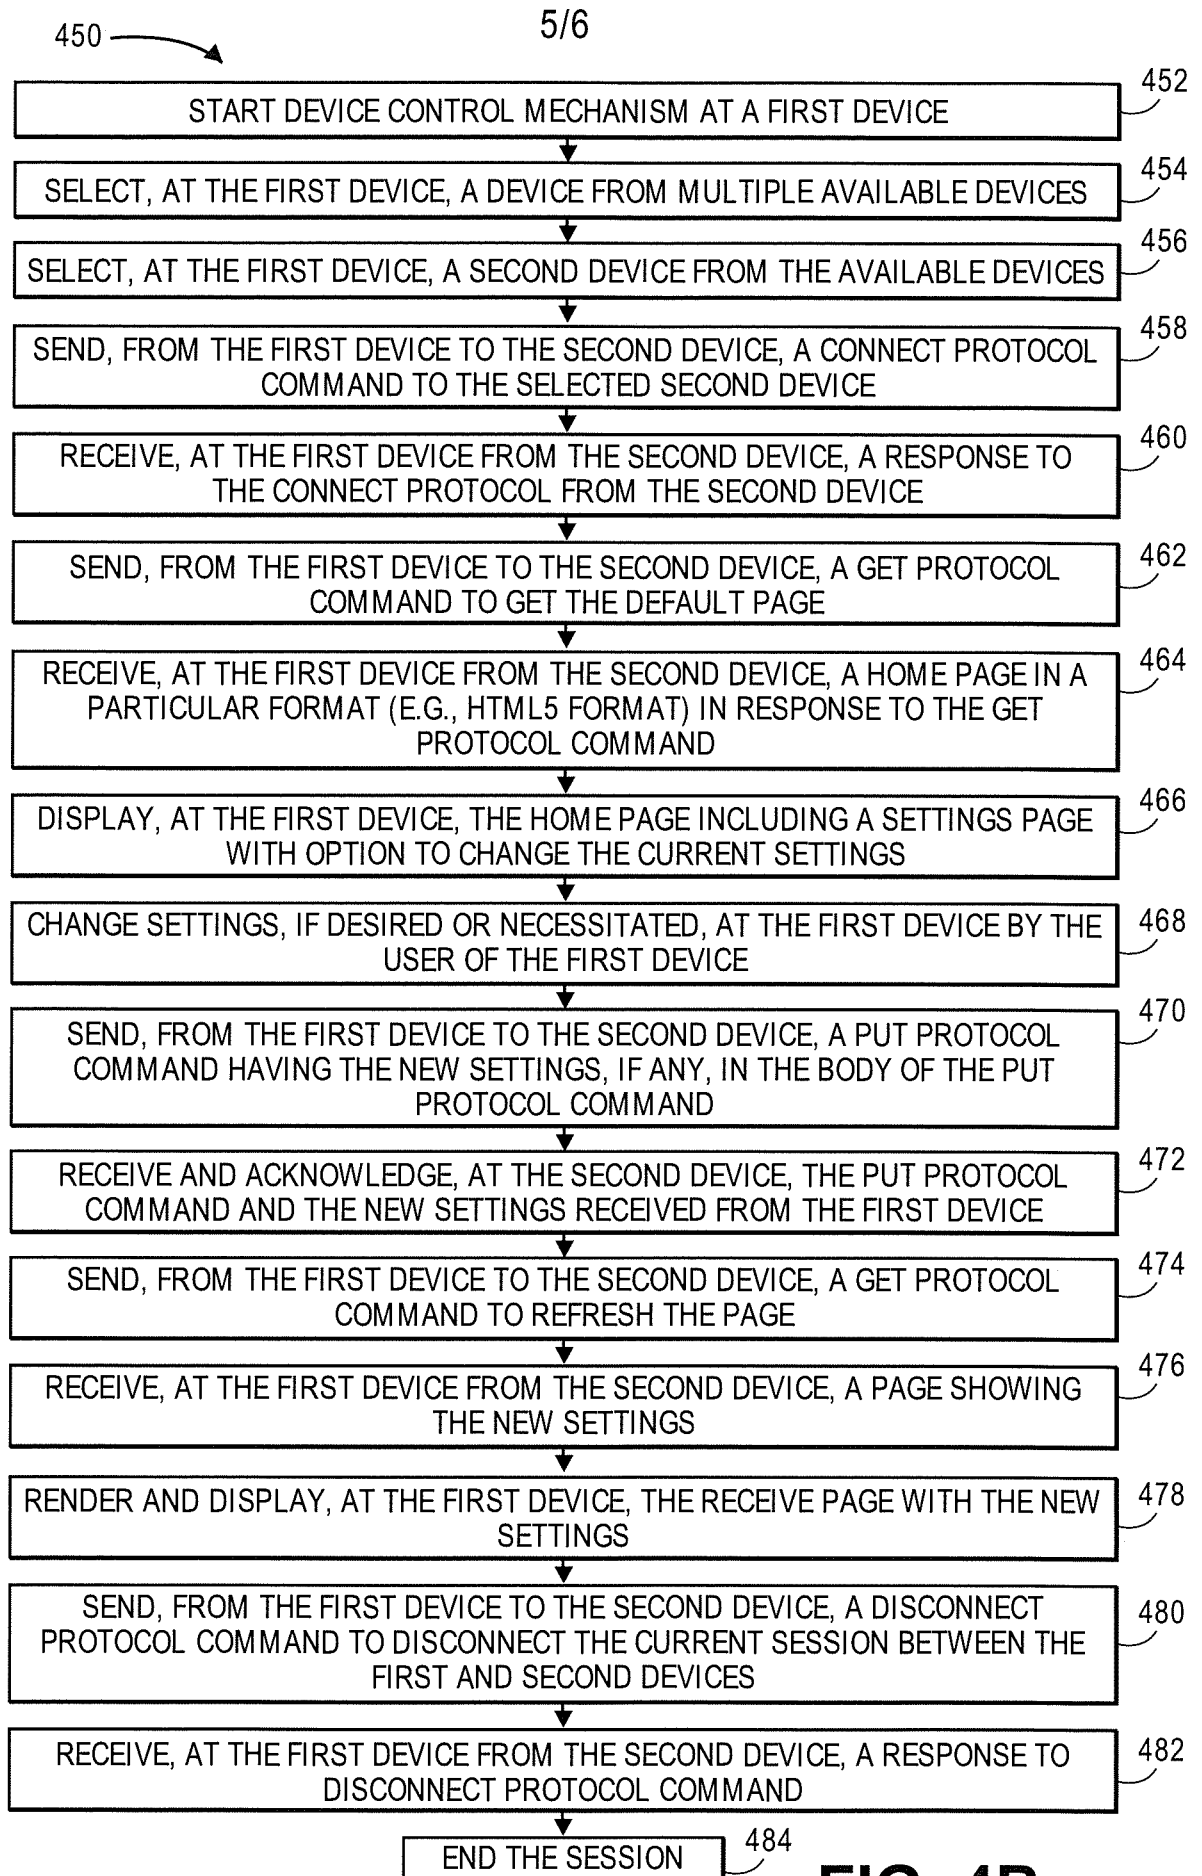 5/6
450
START DEVICE CONTROL MECHANISM AT A FIRST DEVICE
452
SELECT, AT THE FIRST DEVICE, A DEVICE FROM MULTIPLE AVAILABLE DEVICES
454
SELECT, AT THE FIRST DEVICE, A SECOND DEVICE FROM THE AVAILABLE DEVICES
456
SEND, FROM THE FIRST DEVICE TO THE SECOND DEVICE, A CONNECT PROTOCOL
COMMAND TO THE SELECTED SECOND DEVICE
458
RECEIVE, AT THE FIRST DEVICE FROM THE SECOND DEVICE, A RESPONSE TO
THE CONNECT PROTOCOL FROM THE SECOND DEVICE
460
SEND, FROM THE FIRST DEVICE TO THE SECOND DEVICE, A GET PROTOCOL
COMMAND TO GET THE DEFAULT PAGE
462
RECEIVE, AT THE FIRST DEVICE FROM THE SECOND DEVICE, A HOME PAGE IN A
PARTICULAR FORMAT (E.G., HTML5 FORMAT) IN RESPONSE TO THE GET
PROTOCOL COMMAND
464
DISPLAY, AT THE FIRST DEVICE, THE HOME PAGE INCLUDING A SETTINGS PAGE
WITH OPTION TO CHANGE THE CURRENT SETTINGS
466
CHANGE SETTINGS, IF DESIRED OR NECESSITATED, AT THE FIRST DEVICE BY THE
USER OF THE FIRST DEVICE
468
SEND, FROM THE FIRST DEVICE TO THE SECOND DEVICE, A PUT PROTOCOL
COMMAND HAVING THE NEW SETTINGS, IF ANY, IN THE BODY OF THE PUT
PROTOCOL COMMAND
470
RECEIVE AND ACKNOWLEDGE, AT THE SECOND DEVICE, THE PUT PROTOCOL
COMMAND AND THE NEW SETTINGS RECEIVED FROM THE FIRST DEVICE
472
SEND, FROM THE FIRST DEVICE TO THE SECOND DEVICE, A GET PROTOCOL
COMMAND TO REFRESH THE PAGE
474
RECEIVE, AT THE FIRST DEVICE FROM THE SECOND DEVICE, A PAGE SHOWING
THE NEW SETTINGS
476
RENDER AND DISPLAY, AT THE FIRST DEVICE, THE RECEIVE PAGE WITH THE NEW
SETTINGS
478
SEND, FROM THE FIRST DEVICE TO THE SECOND DEVICE, A DISCONNECT
PROTOCOL COMMAND TO DISCONNECT THE CURRENT SESSION BETWEEN THE
FIRST AND SECOND DEVICES
480
RECEIVE, AT THE FIRST DEVICE FROM THE SECOND DEVICE, A RESPONSE TO
DISCONNECT PROTOCOL COMMAND
482
END THE SESSION
484
FIG. 4B